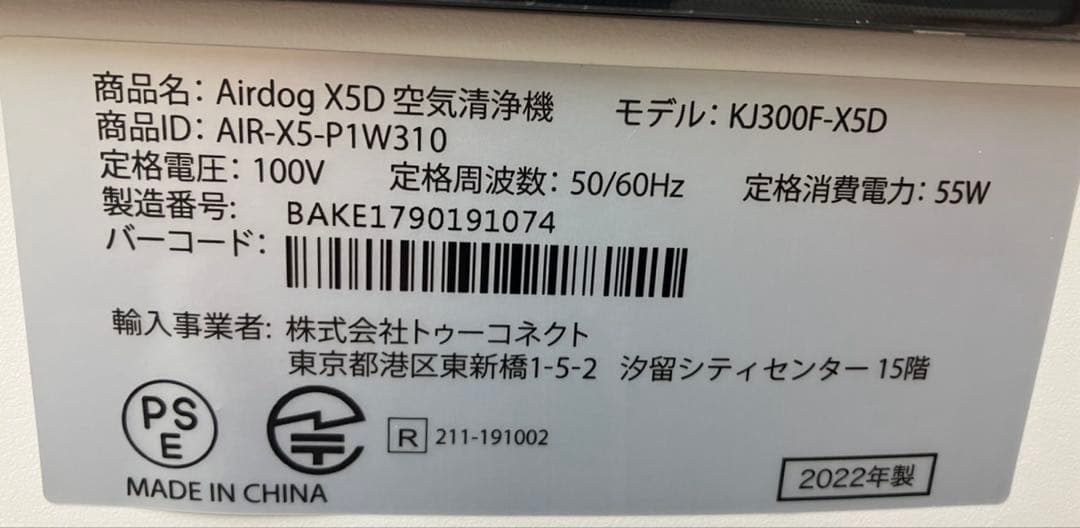 商品名：Airdog X5D 空気清浄機 モデル：KJ300F-X5D
商品ID：AIR-X5-P1W310
定格電圧：100V 定格周波数：50/60Hz 定格消費電力：55W
製造番号: BAKE1790191074
バーコード：
輸入事業者: 株式会社トゥーコネクト
東京都港区東新橋1-5-2 汐留シティセンター 15階
PSE
R 211-191002
MADE IN CHINA
2022年製